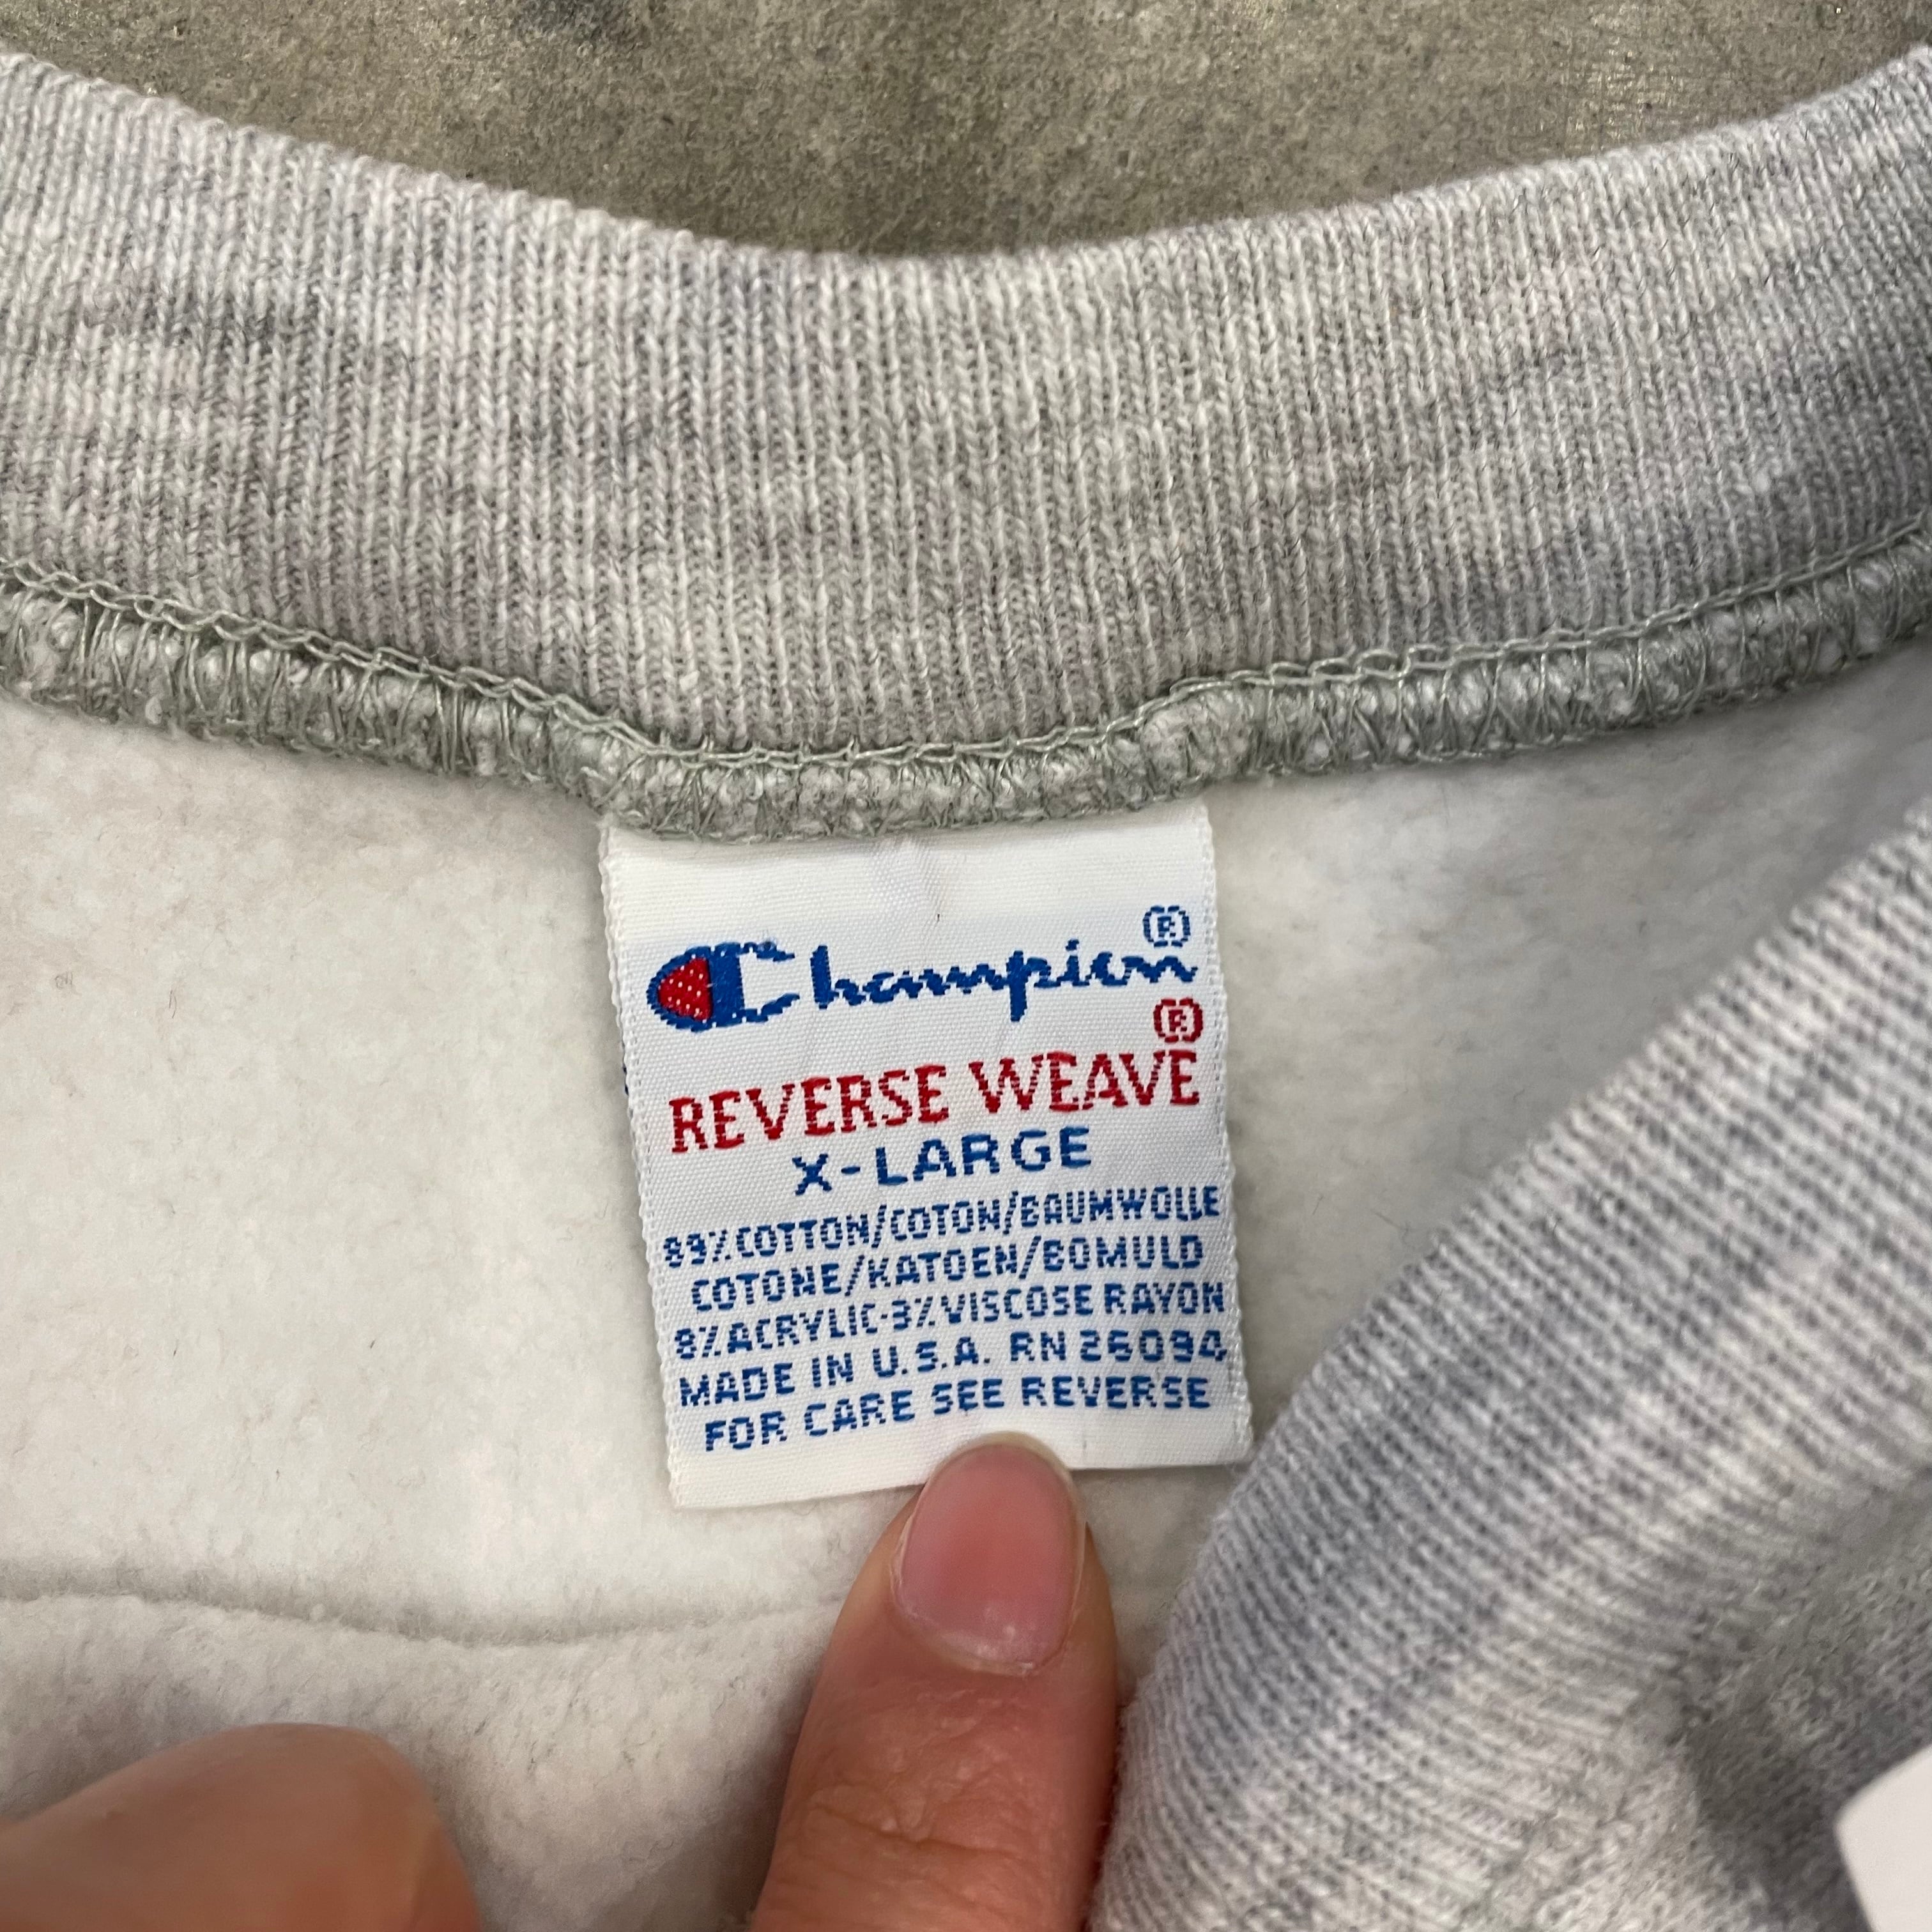 Champion®
REVERSE WEAVE®
X-LARGE
89% COTTON/COTON/BAUMWOLLE
COTONE/KATOEN/BOMULD
8% ACRYLIC-3% VISCOSE RAYON
MADE IN U.S.A. RN 26094
FOR CARE SEE REVERSE